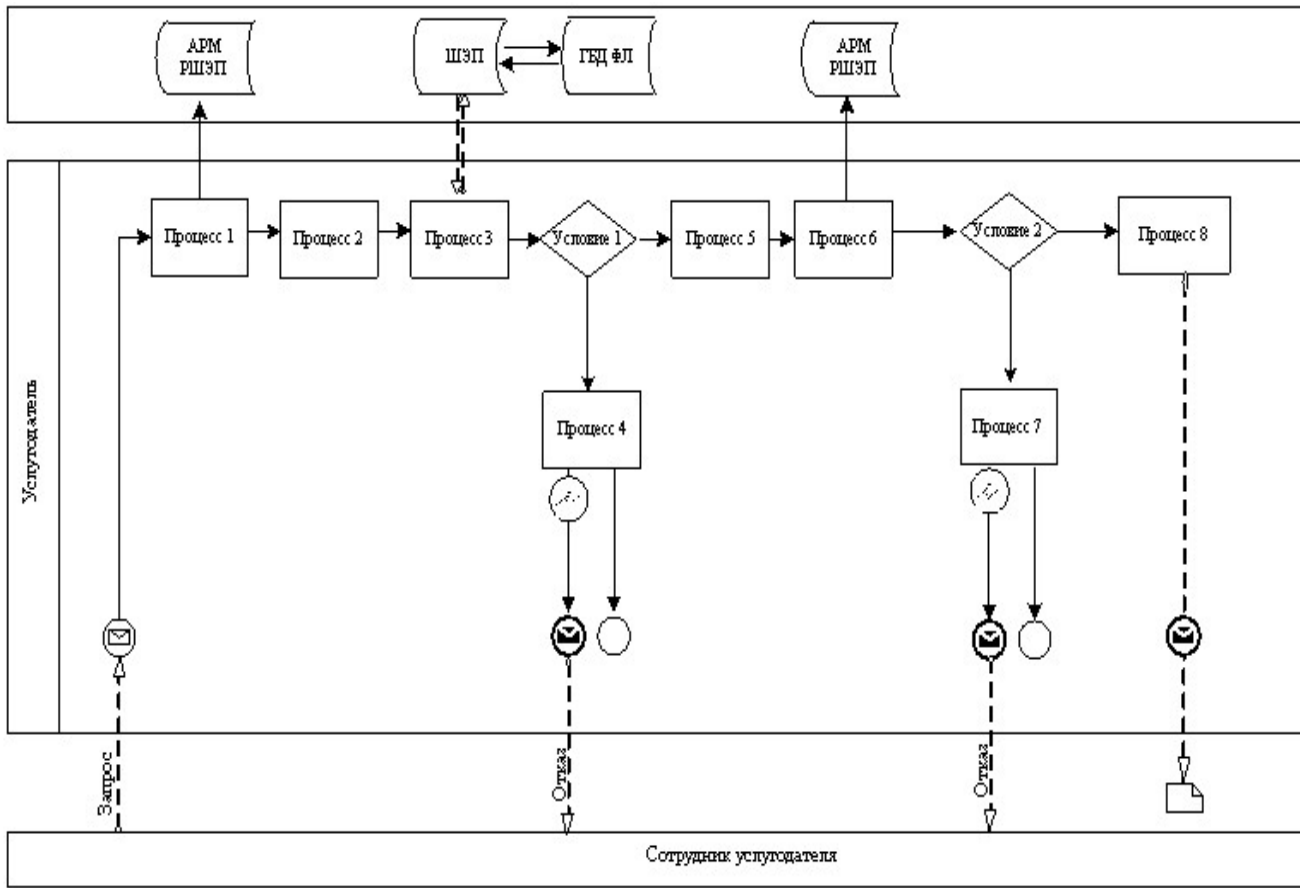 АРМ
РШЭП
ШЭП
ГБД ФЛ
АРМ
РШЭП
Услугодатель
Процесс 1
Процесс 2
Процесс 3
Условие 1
Процесс 5
Процесс 6
Условие 2
Процесс 8
Процесс 4
Процесс 7
Запрос
Отказ
Отказ
Сотрудник услугодателя